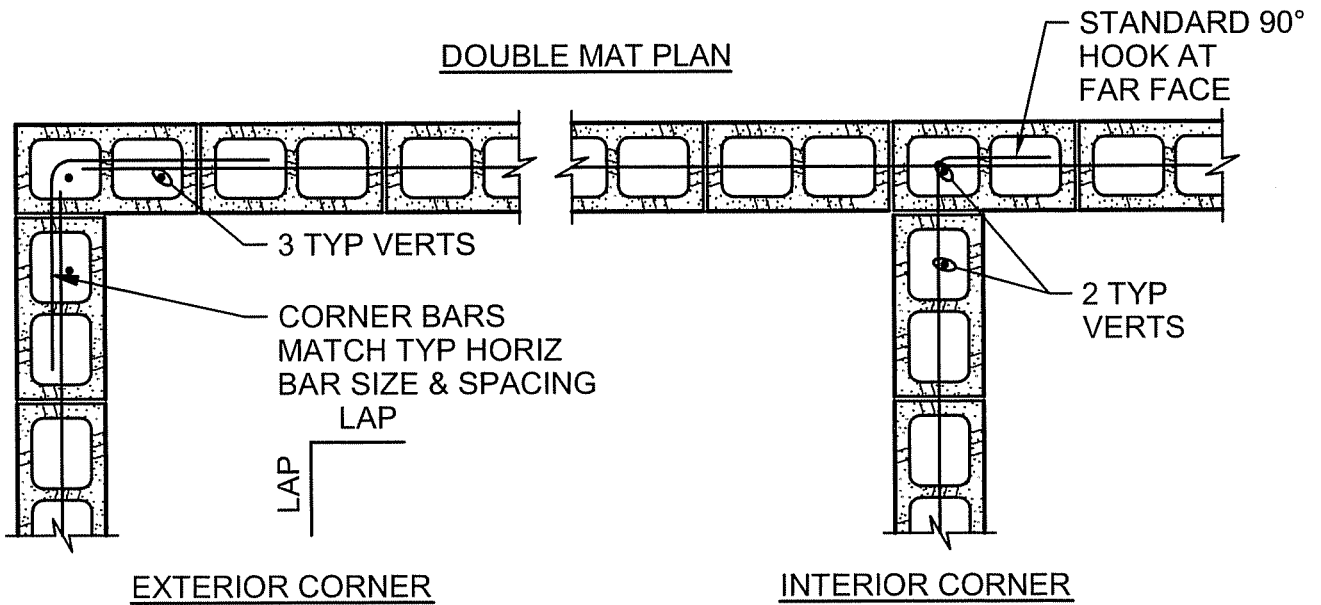 DOUBLE MAT PLAN
STANDARD 90°
HOOK AT
FAR FACE
3 TYP VERTS
CORNER BARS
MATCH TYP HORIZ
BAR SIZE & SPACING
LAP
LAP
2 TYP
VERTS
EXTERIOR CORNER
INTERIOR CORNER